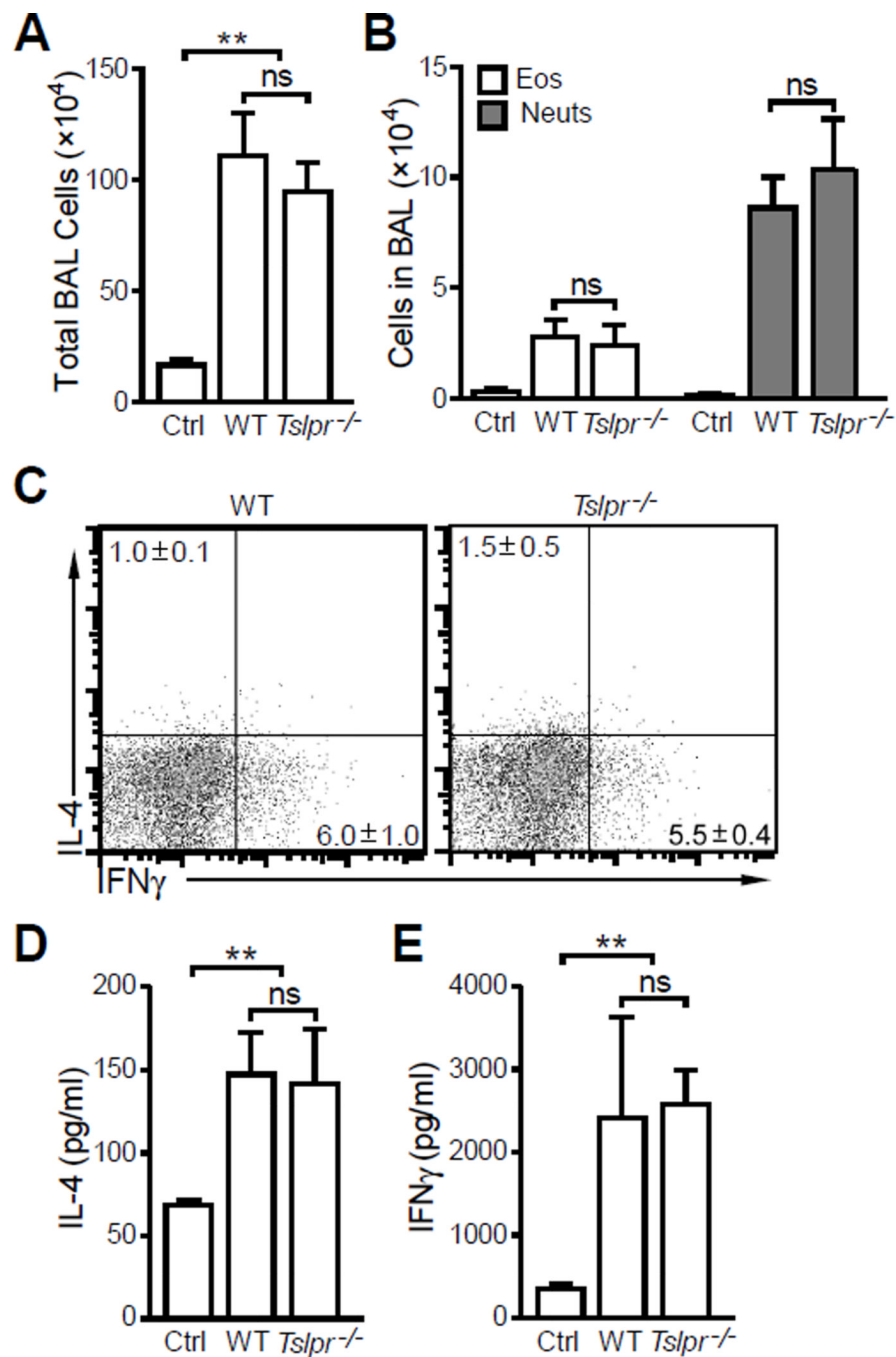 A
**
ns
Total BAL Cells (×10⁴)
150
100
50
0
Ctrl WT Tslpr⁻/⁻
B
Eos
Neuts
ns
ns
Cells in BAL (×10⁴)
15
10
5
0
Ctrl WT Tslpr⁻/⁻ Ctrl WT Tslpr⁻/⁻
C
WT
Tslpr⁻/⁻
1.0±0.1
1.5±0.5
6.0±1.0
5.5±0.4
IL-4
IFNγ
D
**
ns
IL-4 (pg/ml)
200
150
100
50
0
Ctrl WT Tslpr⁻/⁻
E
**
ns
IFNγ (pg/ml)
4000
3000
2000
1000
0
Ctrl WT Tslpr⁻/⁻